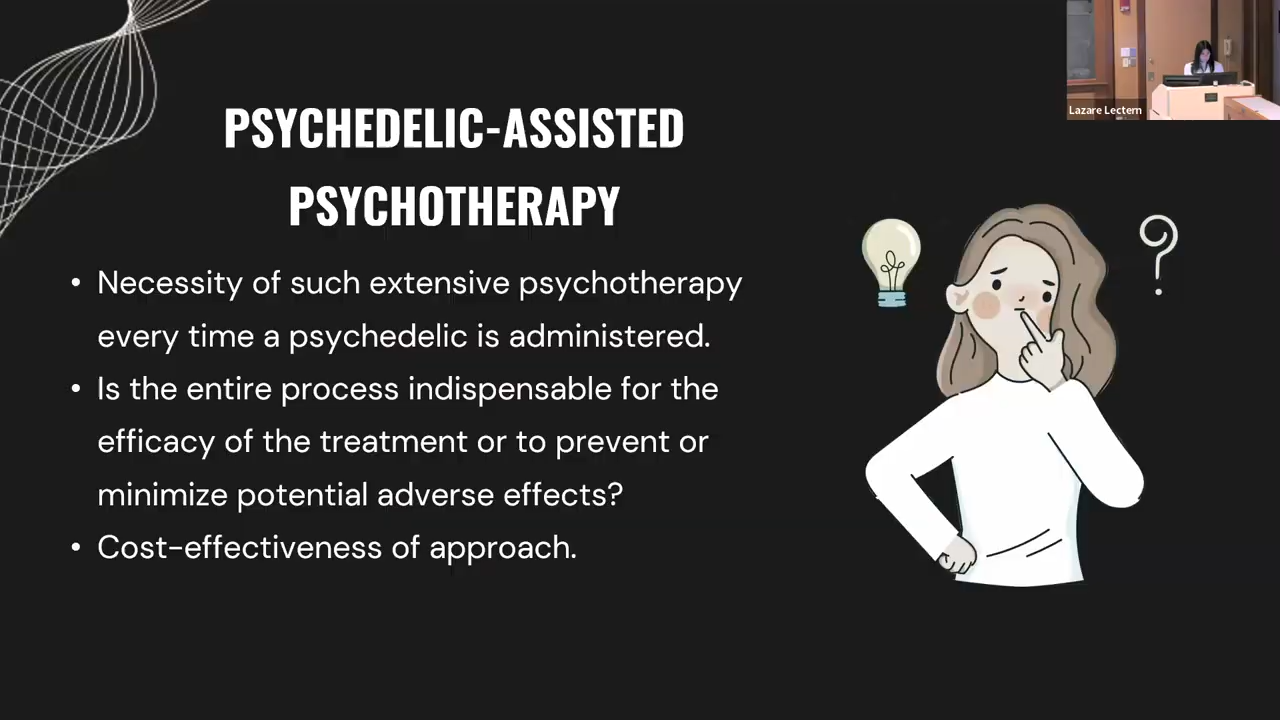 Lazare Lectern
PSYCHEDELIC-ASSISTED
PSYCHOTHERAPY
• Necessity of such extensive psychotherapy
every time a psychedelic is administered.
• Is the entire process indispensable for the
efficacy of the treatment or to prevent or
minimize potential adverse effects?
• Cost-effectiveness of approach.
?